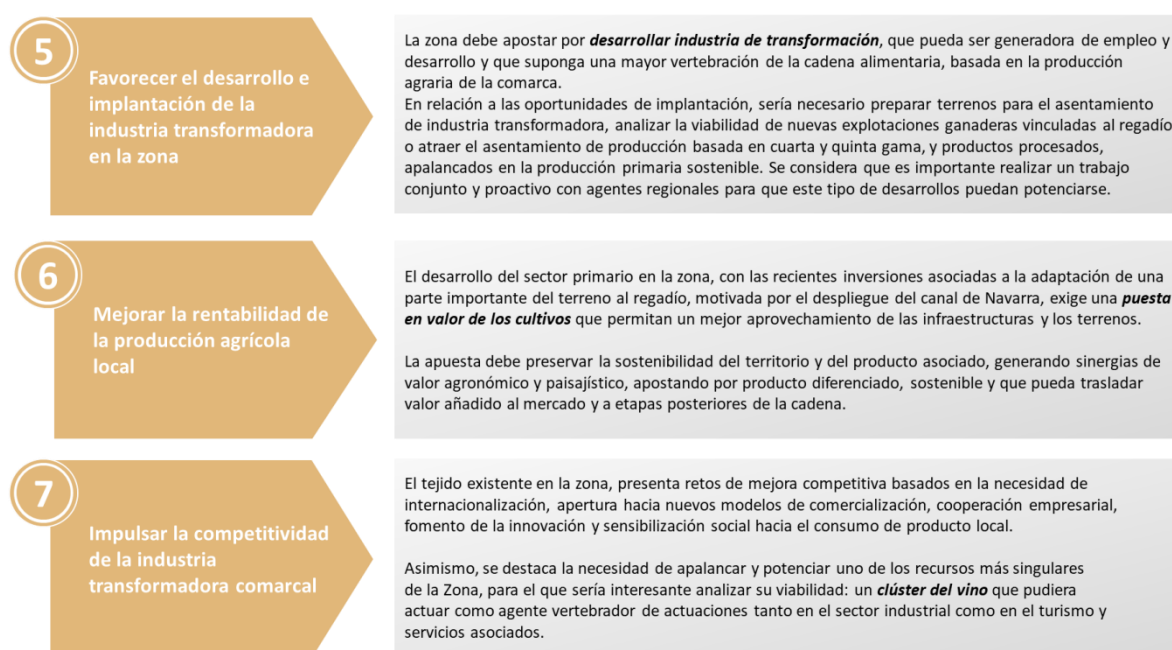 5
Favorecer el desarrollo e
implantación de la
industria transformadora
en la zona
La zona debe apostar por desarrollar industria de transformación, que pueda ser generadora de empleo y
desarrollo y que suponga una mayor vertebración de la cadena alimentaria, basada en la producción
agraria de la comarca.
En relación a las oportunidades de implantación, sería necesario preparar terrenos para el asentamiento
de industria transformadora, analizar la viabilidad de nuevas explotaciones ganaderas vinculadas al regadío
o atraer el asentamiento de producción basada en cuarta y quinta gama, y productos procesados,
apalancados en la producción primaria sostenible. Se considera que es importante realizar un trabajo
conjunto y proactivo con agentes regionales para que este tipo de desarrollos puedan potenciarse.
6
Mejorar la rentabilidad de
la producción agrícola
local
El desarrollo del sector primario en la zona, con las recientes inversiones asociadas a la adaptación de una
parte importante del terreno al regadío, motivada por el despliegue del canal de Navarra, exige una puesta
en valor de los cultivos que permitan un mejor aprovechamiento de las infraestructuras y los terrenos.
La apuesta debe preservar la sostenibilidad del territorio y del producto asociado, generando sinergias de
valor agronómico y paisajístico, apostando por producto diferenciado, sostenible y que pueda trasladar
valor añadido al mercado y a etapas posteriores de la cadena.
7
Impulsar la competitividad
de la industria
transformadora comarcal
El tejido existente en la zona, presenta retos de mejora competitiva basados en la necesidad de
internacionalización, apertura hacia nuevos modelos de comercialización, cooperación empresarial,
fomento de la innovación y sensibilización social hacia el consumo de producto local.
Asimismo, se destaca la necesidad de apalancar y potenciar uno de los recursos más singulares
de la Zona, para el que sería interesante analizar su viabilidad: un clúster del vino que pudiera
actuar como agente vertebrador de actuaciones tanto en el sector industrial como en el turismo y
servicios asociados.